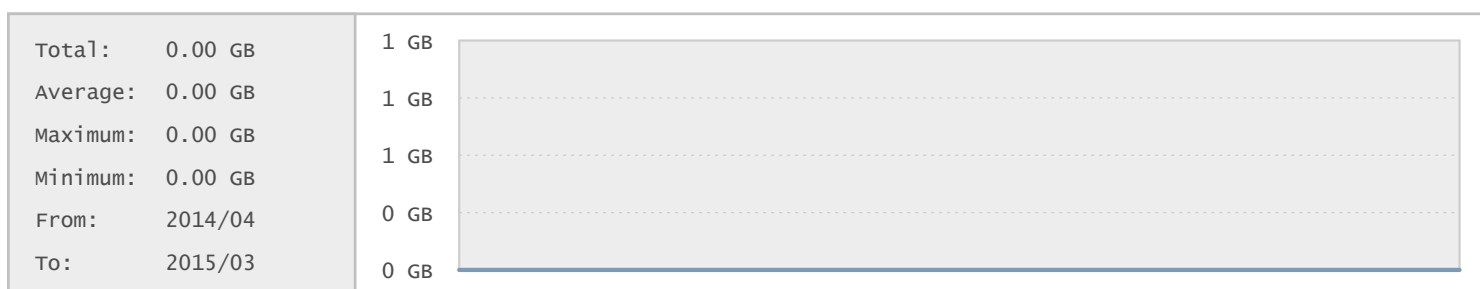 Total: 0.00 GB
Average: 0.00 GB
Maximum: 0.00 GB
Minimum: 0.00 GB
From: 2014/04
To: 2015/03
1 GB
1 GB
1 GB
0 GB
0 GB